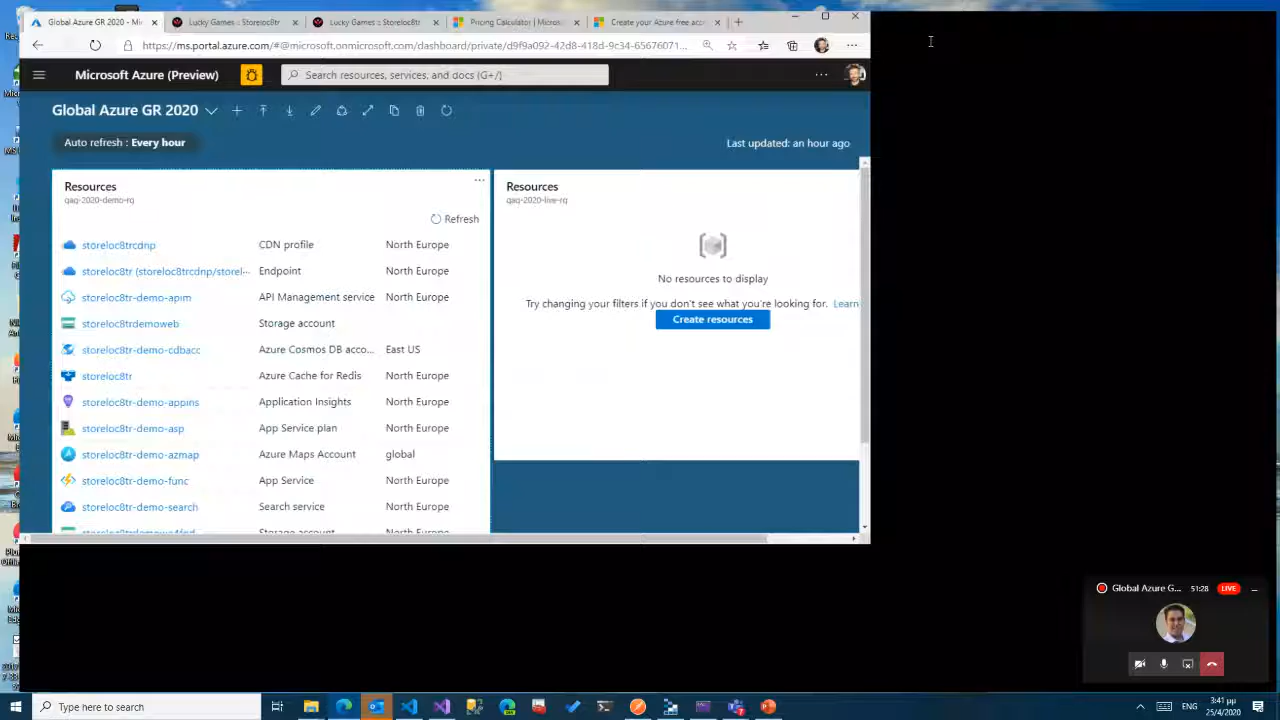 Global Azure GR 2020 - Mi
Lucky Games :: Storeloc8tr
Lucky Games :: Storeloc8tr
Pricing Calculator | Microso
Create your Azure free acc
https://ms.portal.azure.com/#@microsoft.onmicrosoft.com/dashboard/private/d9f9a092-42d8-418d-9c34-65676071...
Microsoft Azure (Preview)
Search resources, services, and docs (G+/)
Global Azure GR 2020
Auto refresh : Every hour
Last updated: an hour ago
Resources
gag-2020-demo-rg
Refresh
storeloc8trcdnp CDN profile North Europe
storeloc8tr (storeloc8trcdnp/storel... Endpoint North Europe
storeloc8tr-demo-apim API Management service North Europe
storeloc8trdemoweb Storage account North Europe
storeloc8tr-demo-cdbacc Azure Cosmos DB acco... East US
storeloc8tr Azure Cache for Redis North Europe
storeloc8tr-demo-appins Application Insights North Europe
storeloc8tr-demo-asp App Service plan North Europe
storeloc8tr-demo-azmap Azure Maps Account global
storeloc8tr-demo-func App Service North Europe
storeloc8tr-demo-search Search service North Europe
Storage account North Europe
Resources
gag-2020-live-rg
No resources to display
Try changing your filters if you don't see what you're looking for. Learn
Create resources
Global Azure G... 51:28 LIVE
Type here to search
ENG
3:41 μμ
25/4/2020